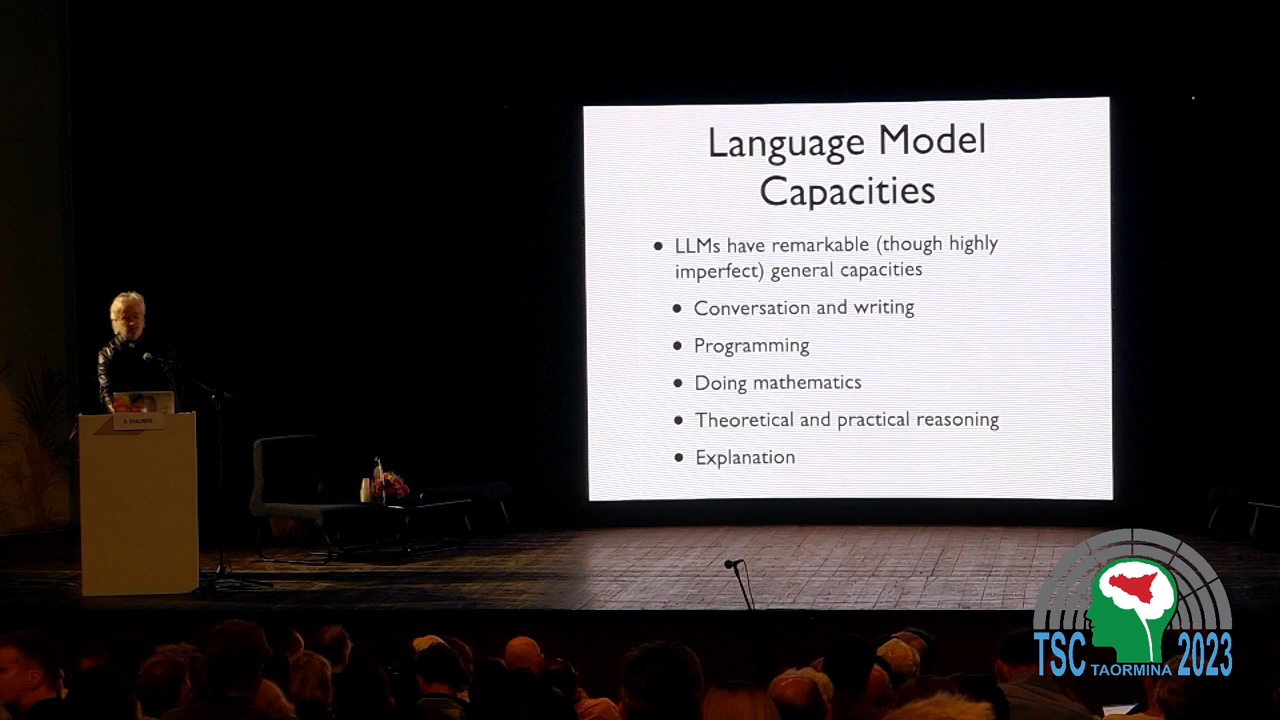 Language Model
Capacities
• LLMs have remarkable (though highly
imperfect) general capacities
• Conversation and writing
• Programming
• Doing mathematics
• Theoretical and practical reasoning
• Explanation
CHALMERS
TSC TAORMINA 2023